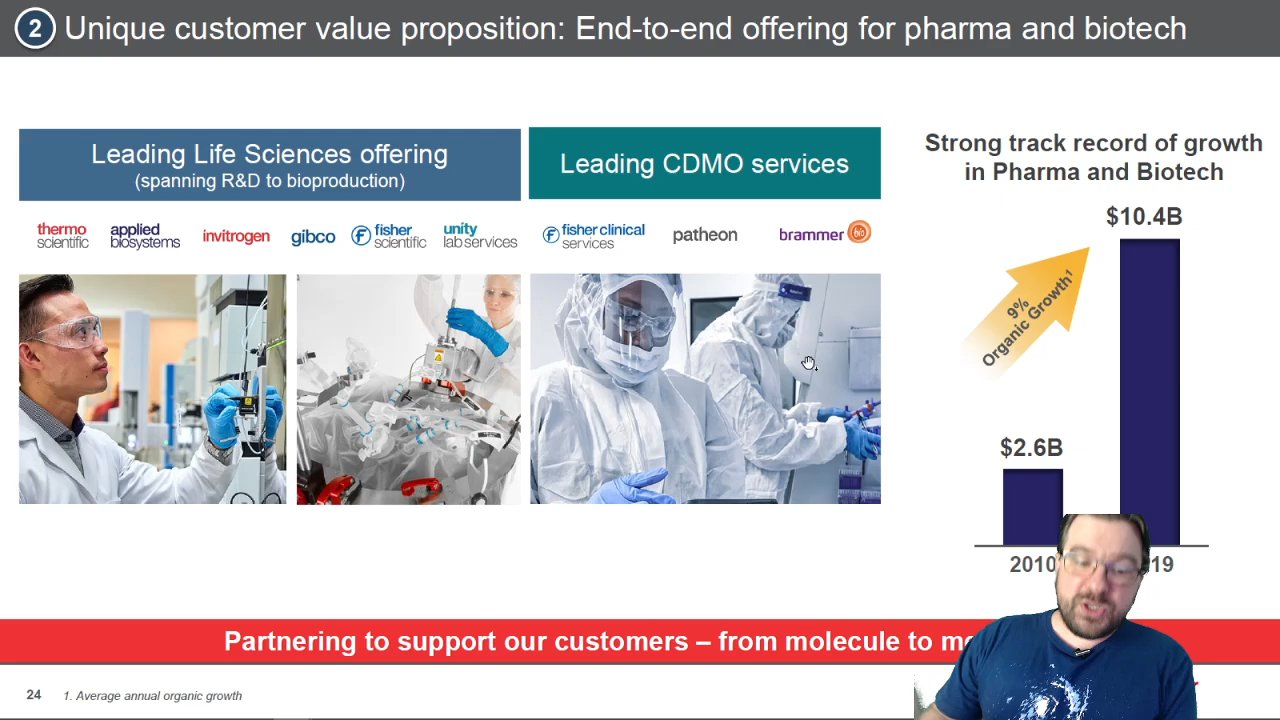 2 Unique customer value proposition: End-to-end offering for pharma and biotech
Leading Life Sciences offering
(spanning R&D to bioproduction)
thermo
scientific
applied
biosystems
invitrogen
gibco
fisher
scientific
unity
lab services
Leading CDMO services
fisher clinical
services
patheon
brammer bio
Strong track record of growth
in Pharma and Biotech
$10.4B
9%
Organic Growth¹
$2.6B
2010
19
Partnering to support our customers – from molecule to
24
1. Average annual organic growth